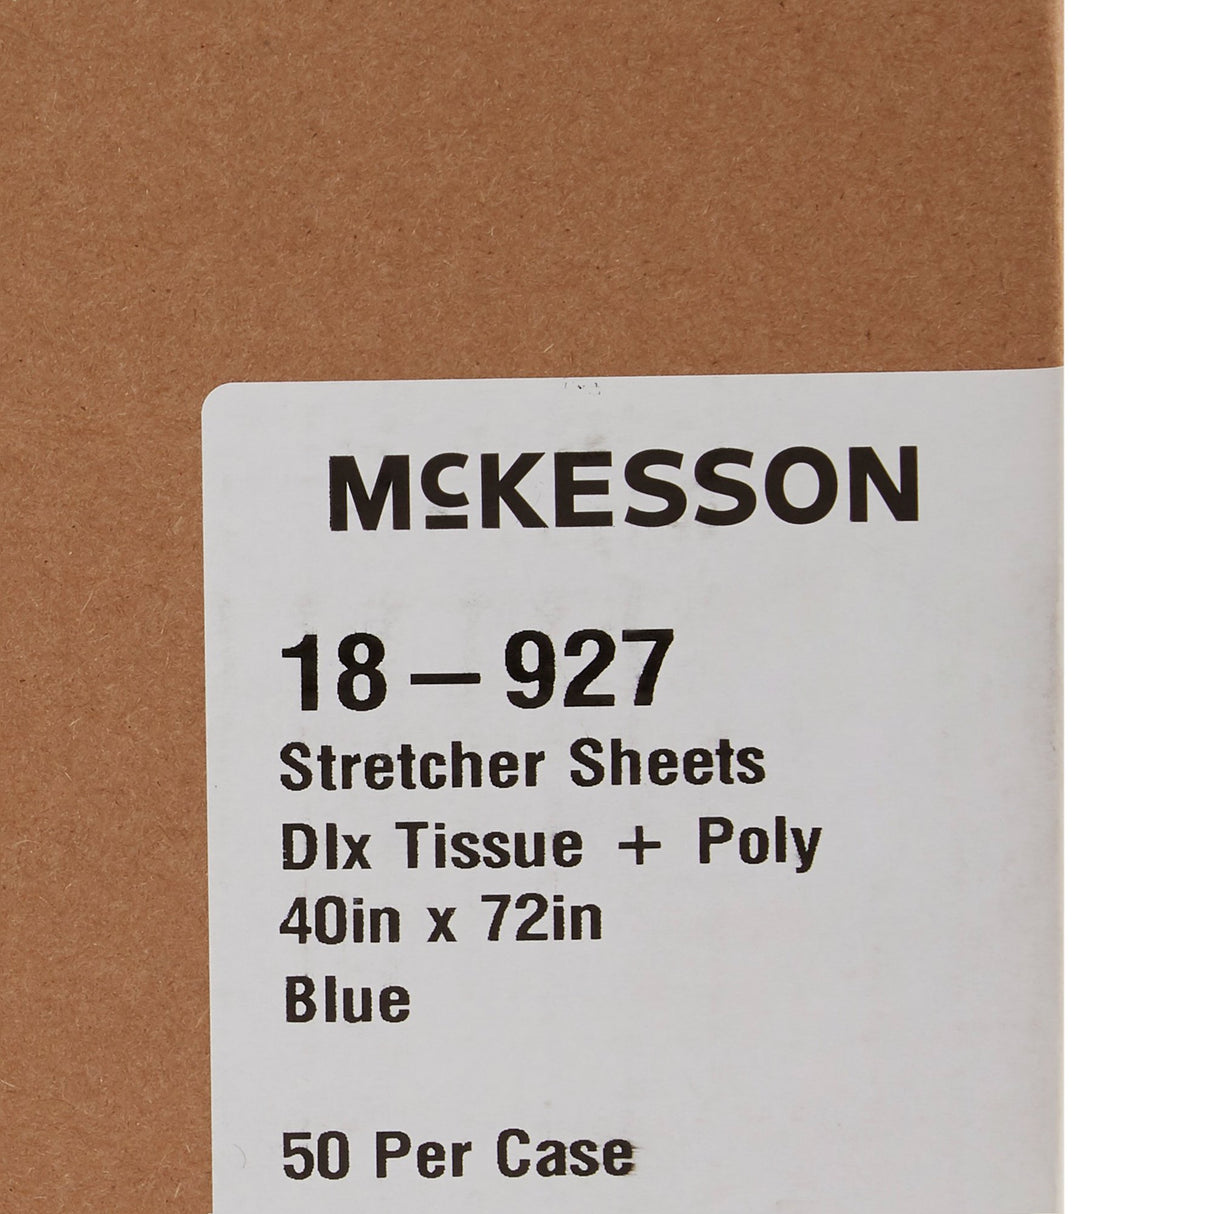 McKESSON
18-927
Stretcher Sheets
Dlx Tissue + Poly
40in x 72in
Blue
50 Per Case